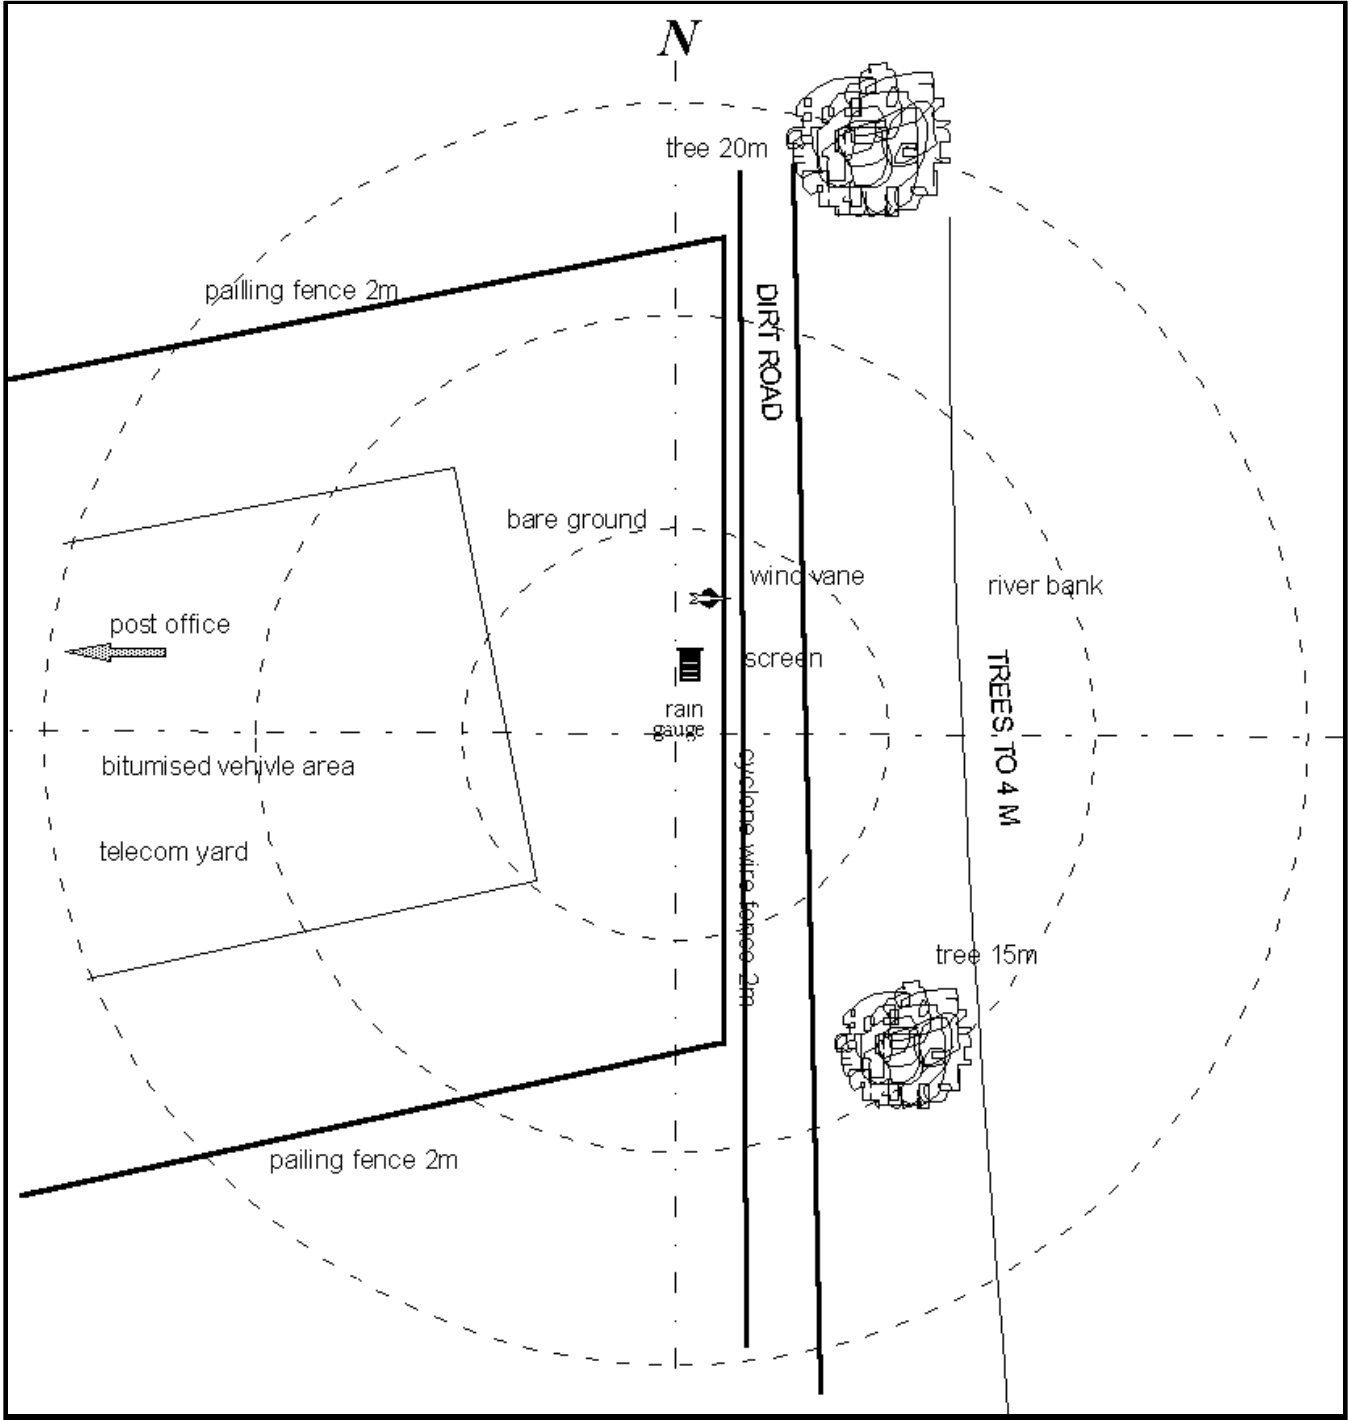 N
tree 20m
pailling fence 2m
DIRT ROAD
bare ground
wind vane
river bank
post office
screen
TREES TO 4 M
rain
gauge
bitumised vehivle area
cyclone wire fence 2m
telecom yard
tree 15m
pailing fence 2m